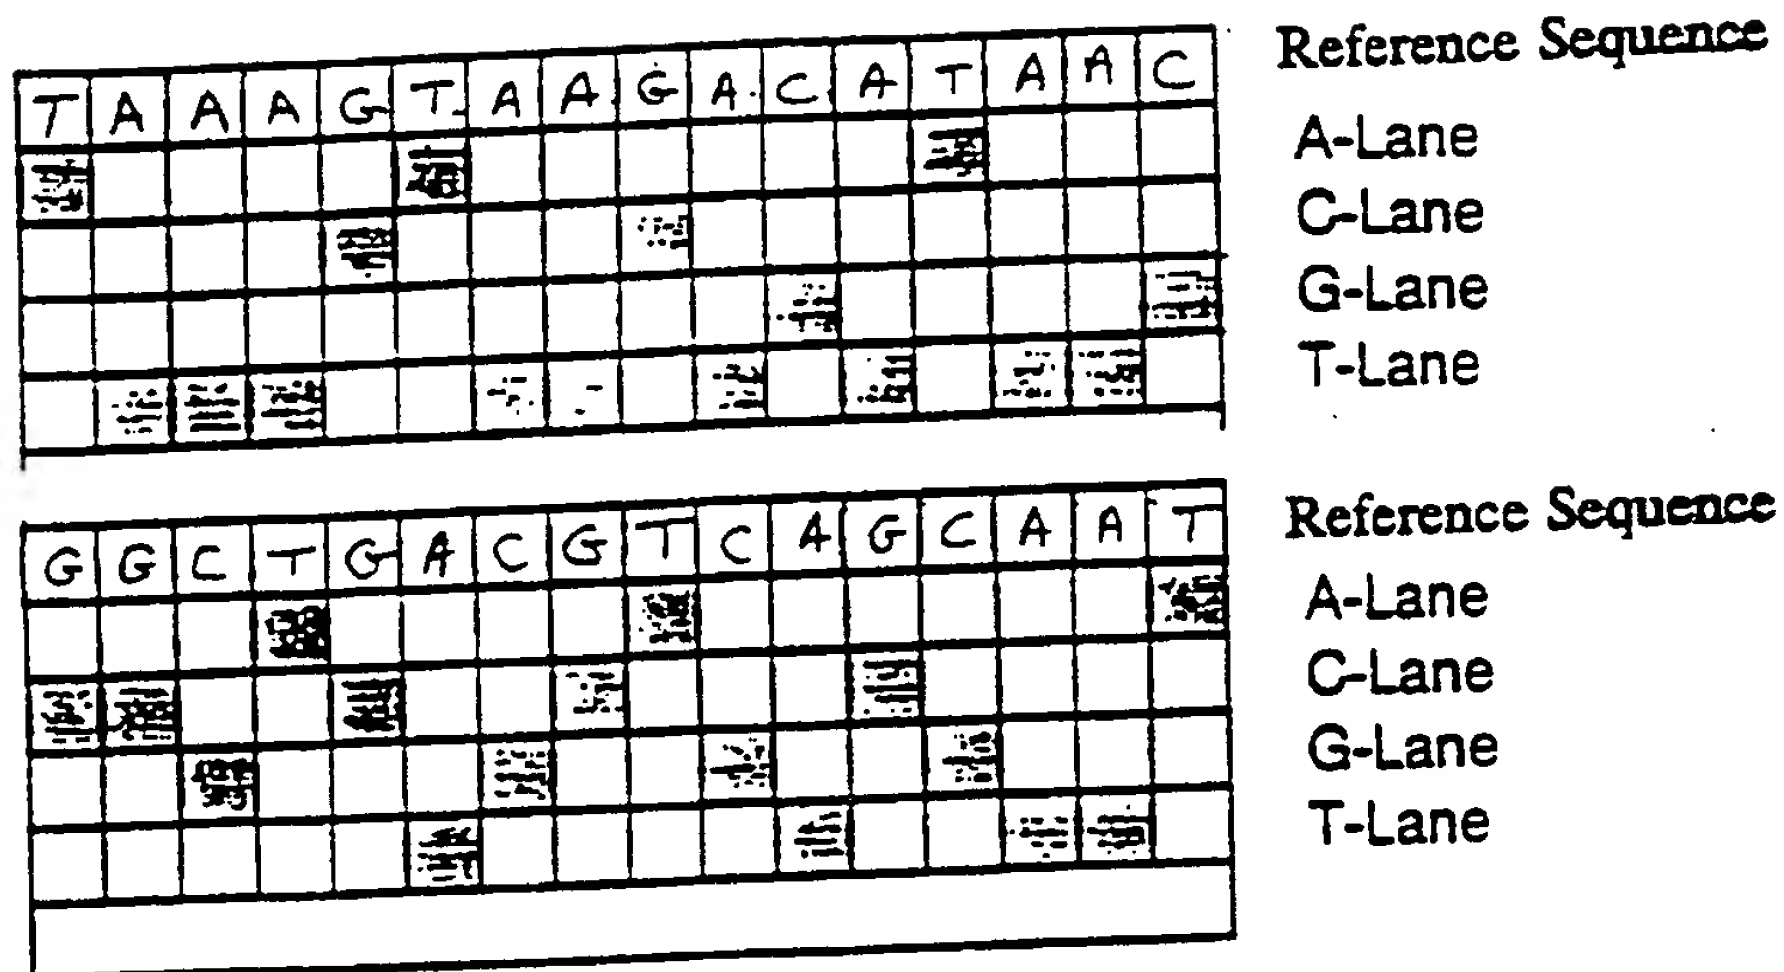 T A A A G T A A G A C A T A A C Reference Sequence
A-Lane
C-Lane
G-Lane
T-Lane
G G C T G A C G T C A G C A A T Reference Sequence
A-Lane
C-Lane
G-Lane
T-Lane